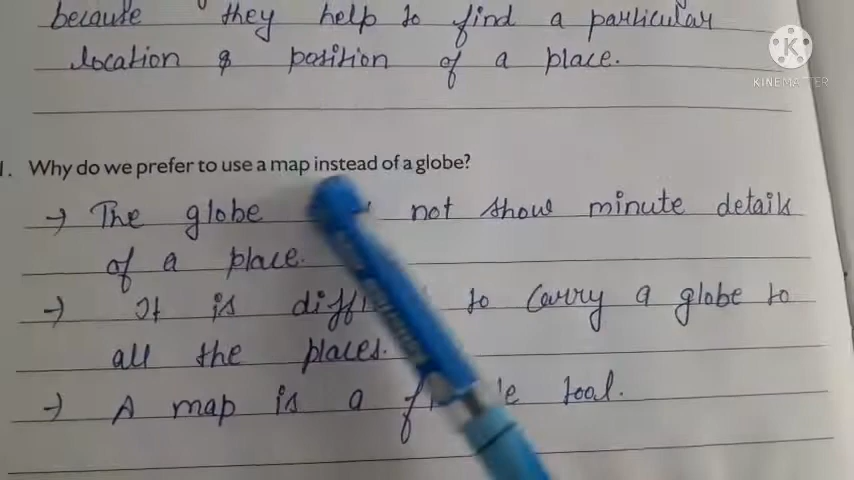 because they help to find a particular
location & position of a place.
KINEMASTER
1. Why do we prefer to use a map instead of a globe?
→ The globe not show minute details
of a place.
→ It is to carry a globe to
all the places.
→ A map is a tool.